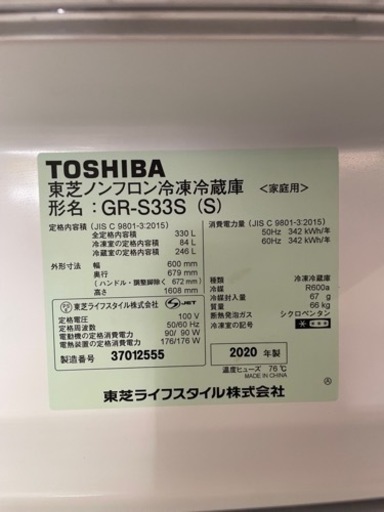 TOSHIBA
東芝ノンフロン冷凍冷蔵庫 <家庭用>
形名：GR-S33S (S)
定格内容積 (JIS C 9801-3:2015)
全定格内容積 330 L
冷凍室の内容積 84 L
冷蔵室の内容積 246 L
外形寸法 幅 600 mm
奥行 679 mm
(ハンドル・調整脚除く 672 mm)
高さ 1608 mm
消費電力量 (JIS C 9801-3:2015)
50Hz 342 kWh/年
60Hz 342 kWh/年
東芝ライフスタイル株式会社 S JET
定格電圧 100 V
定格周波数 50/60 Hz
電動機の定格消費電力 90/ 90 W
電熱装置の定格消費電力 176/176 W
種類 冷凍冷蔵庫
冷媒 R600a
冷媒封入量 67 g
断熱発泡ガス シクロペンタン
質量 66 kg
冷凍室の記号
製造番号 37012555
2020 年製
温度ヒューズ 76℃
MADE IN CHINA
東芝ライフスタイル株式会社 Ⓐ